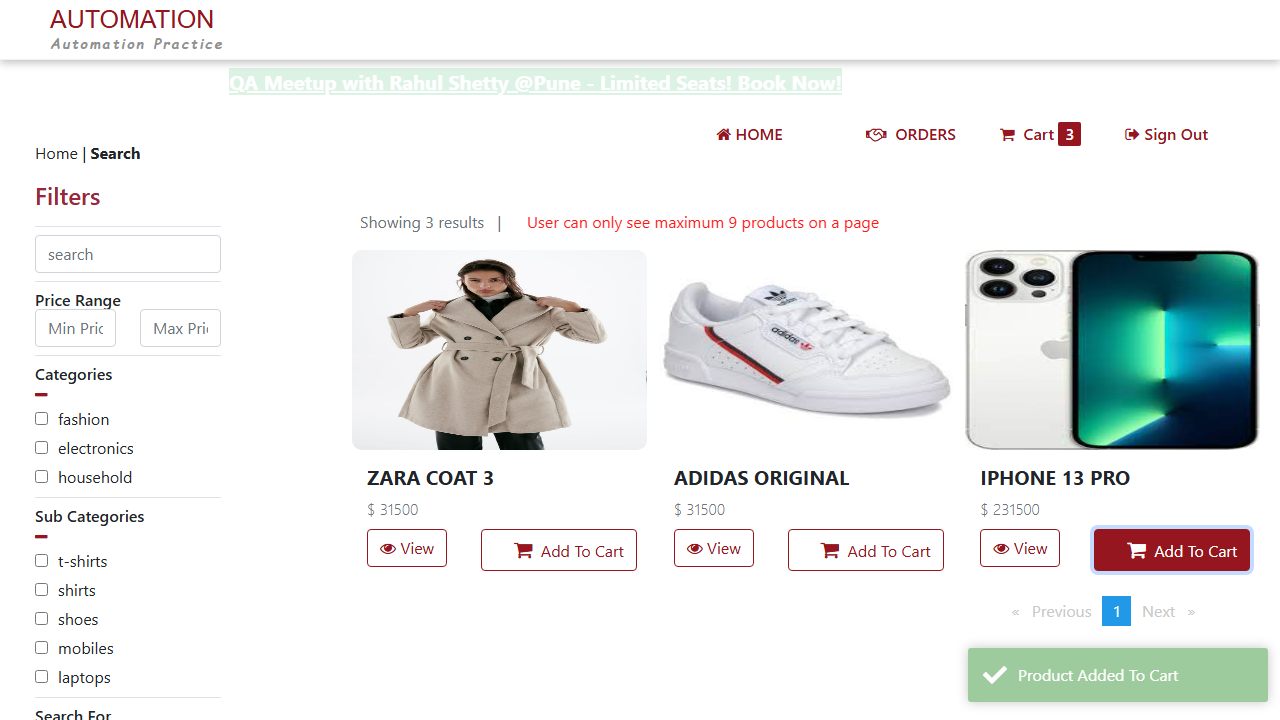 AUTOMATION
Automation Practice
QA Meetup with Rahul Shetty @Pune - Limited Seats! Book Now!
HOME ORDERS Cart 3 Sign Out
Home | Search
Filters
Showing 3 results | User can only see maximum 9 products on a page
search
Price Range
Min Pric Max Pri
Categories
fashion
electronics
household
Sub Categories
t-shirts
shirts
shoes
mobiles
laptops
Search For
adidas
ZARA COAT 3
$ 31500
View Add To Cart
ADIDAS ORIGINAL
$ 31500
View Add To Cart
IPHONE 13 PRO
$ 231500
View Add To Cart
« Previous 1 Next »
Product Added To Cart